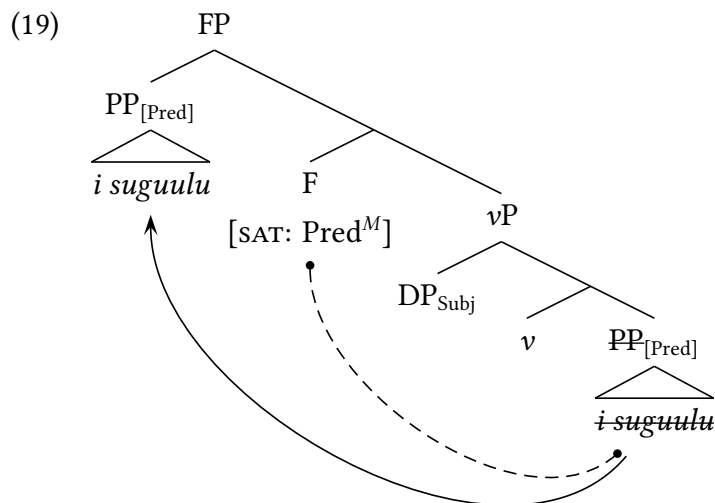 (19)
FP
PP[Pred]
i suguulu
F
[SAT: Pred^M]
vP
DP_Subj
v
PP[Pred]
i suguulu